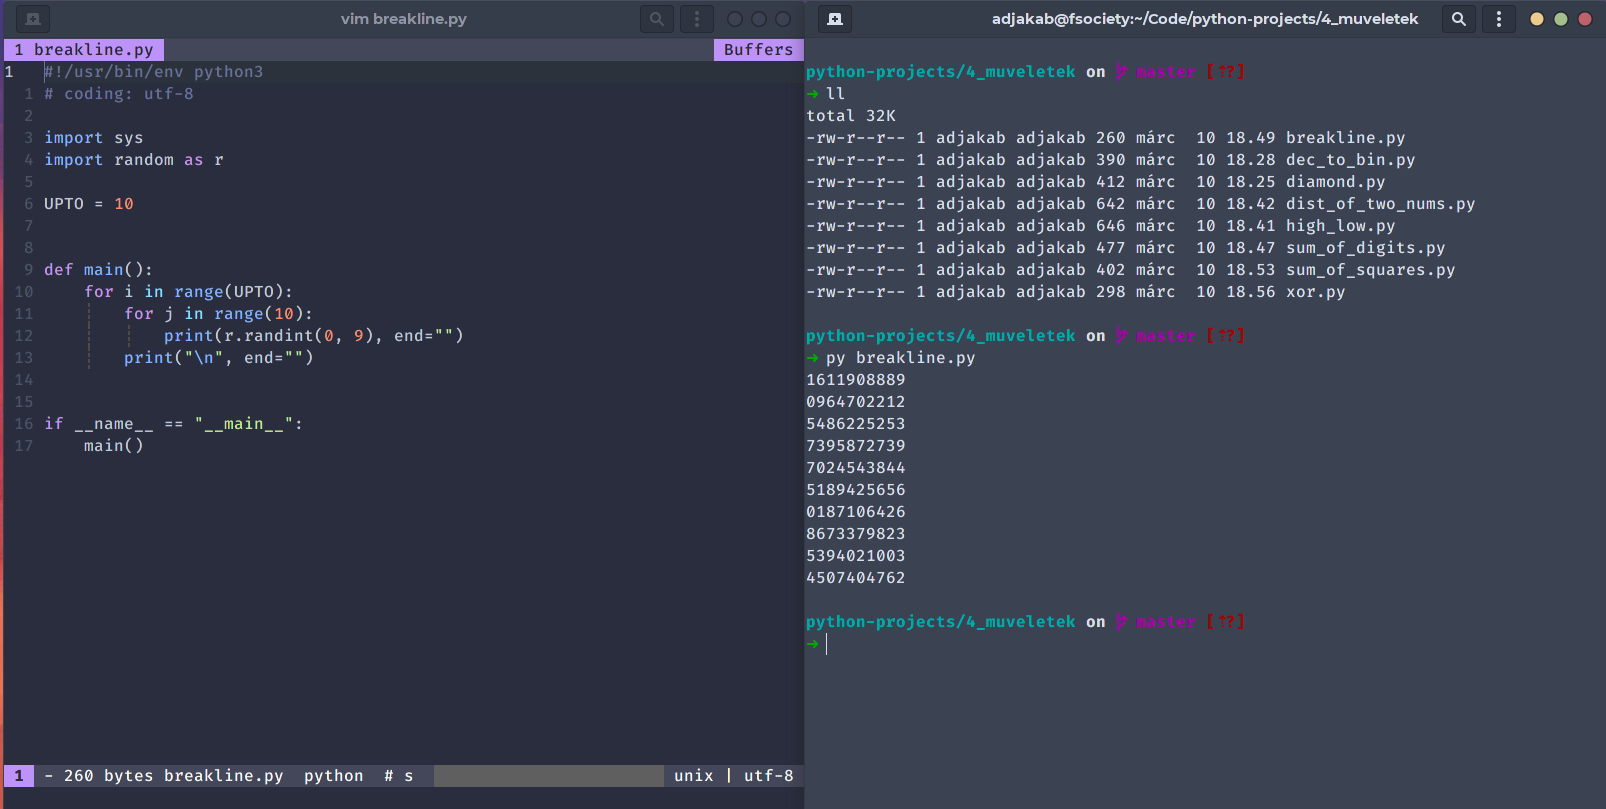 vim breakline.py
1 breakline.py Buffers
1 #!/usr/bin/env python3
1 # coding: utf-8
2
3 import sys
4 import random as r
5
6 UPTO = 10
7
8
9 def main():
10     for i in range(UPTO):
11         for j in range(10):
12             print(r.randint(0, 9), end="")
13         print("\n", end="")
14
15
16 if __name__ == "__main__":
17     main()
1 - 260 bytes breakline.py  python  # s unix | utf-8
adjakab@fsociety:~/Code/python-projects/4_muveletek
python-projects/4_muveletek on master [⇡?]
→ ll
total 32K
-rw-r--r-- 1 adjakab adjakab 260 márc  10 18.49 breakline.py
-rw-r--r-- 1 adjakab adjakab 390 márc  10 18.28 dec_to_bin.py
-rw-r--r-- 1 adjakab adjakab 412 márc  10 18.25 diamond.py
-rw-r--r-- 1 adjakab adjakab 642 márc  10 18.42 dist_of_two_nums.py
-rw-r--r-- 1 adjakab adjakab 646 márc  10 18.41 high_low.py
-rw-r--r-- 1 adjakab adjakab 477 márc  10 18.47 sum_of_digits.py
-rw-r--r-- 1 adjakab adjakab 402 márc  10 18.53 sum_of_squares.py
-rw-r--r-- 1 adjakab adjakab 298 márc  10 18.56 xor.py
python-projects/4_muveletek on master [⇡?]
→ py breakline.py
1611908889
0964702212
5486225253
7395872739
7024543844
5189425656
0187106426
8673379823
5394021003
4507404762
python-projects/4_muveletek on master [⇡?]
→